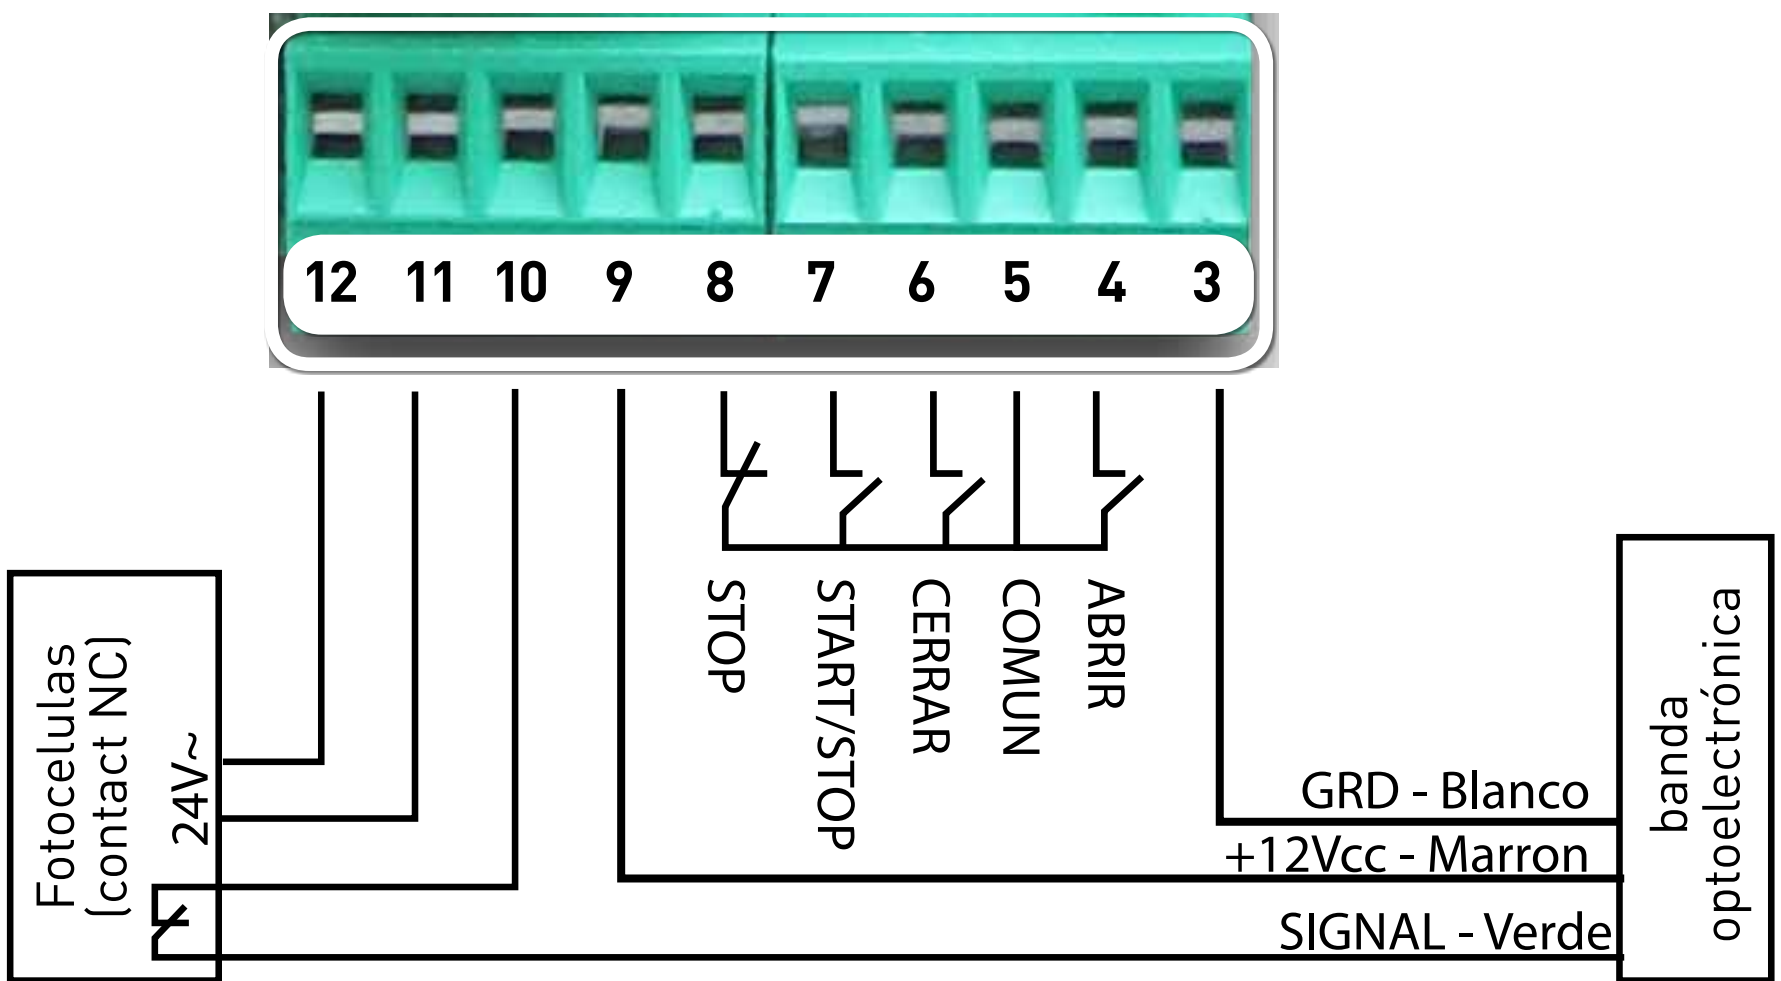 12 11 10 9 8 7 6 5 4 3
STOP
START/STOP
CERRAR
COMUN
ABRIR
Fotocelulas
(contact NC)
24V~
GRD - Blanco
+12Vcc - Marron
SIGNAL - Verde
banda
optoelectrónica